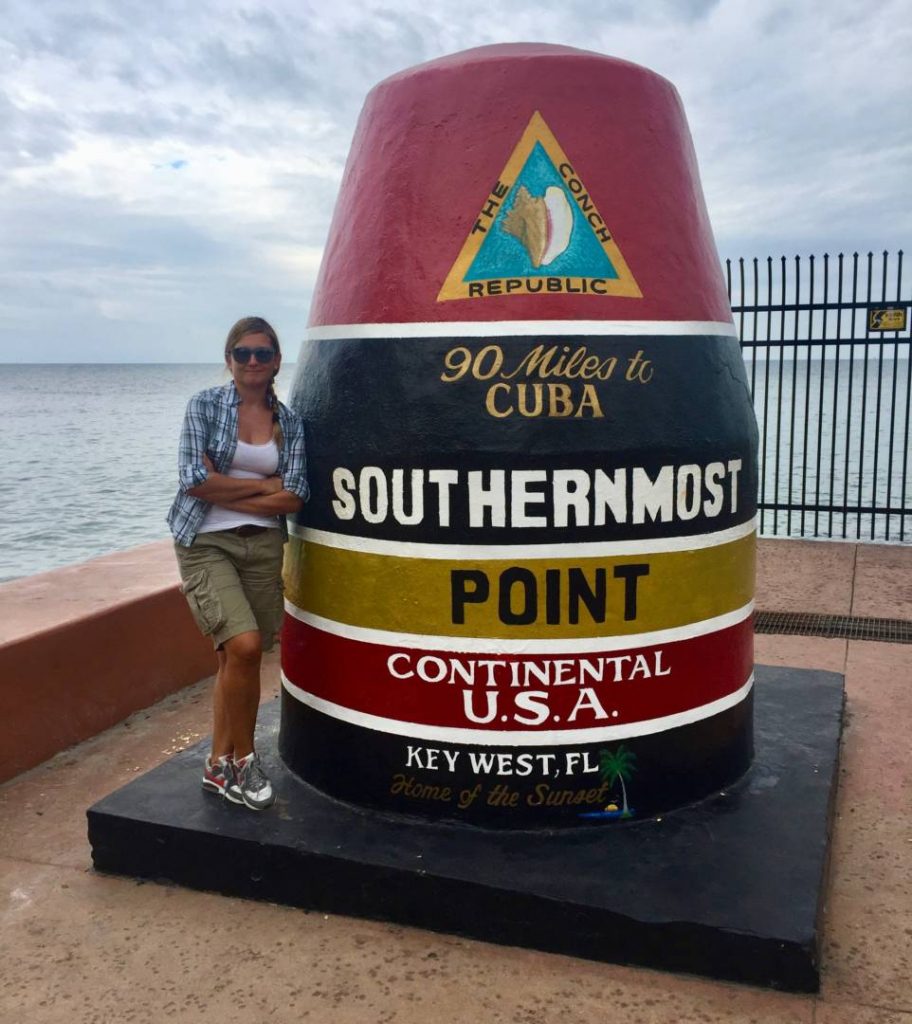 THE CONCH
REPUBLIC
90 Miles to
CUBA
SOUTHERNMOST
POINT
CONTINENTAL
U.S.A.
KEY WEST, FL
Home of the Sunset